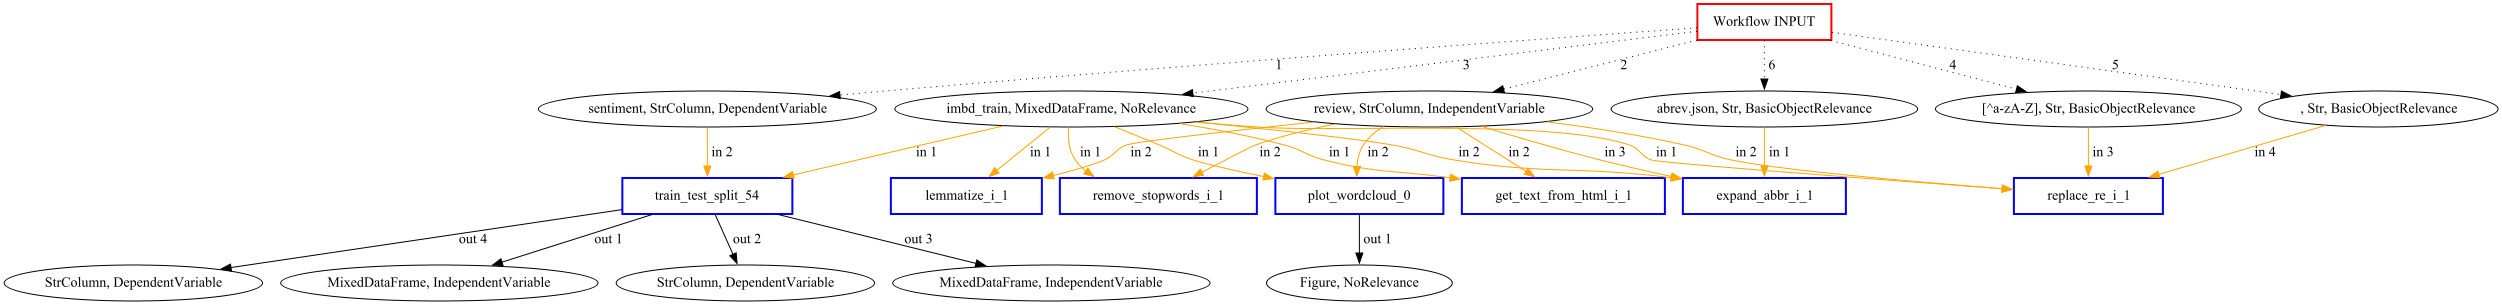 Workflow INPUT
1
3
2
6
4
5
sentiment, StrColumn, DependentVariable
imbd_train, MixedDataFrame, NoRelevance
review, StrColumn, IndependentVariable
abrev.json, Str, BasicObjectRelevance
[^a-zA-Z], Str, BasicObjectRelevance
, Str, BasicObjectRelevance
in 2
in 1
in 1
in 1
in 2
in 1
in 2
in 1
in 2
in 2
in 2
in 3
in 1
in 2
in 1
in 3
in 4
train_test_split_54
lemmatize_i_1
remove_stopwords_i_1
plot_wordcloud_0
get_text_from_html_i_1
expand_abbr_i_1
replace_re_i_1
out 4
out 1
out 2
out 3
out 1
StrColumn, DependentVariable
MixedDataFrame, IndependentVariable
StrColumn, DependentVariable
MixedDataFrame, IndependentVariable
Figure, NoRelevance